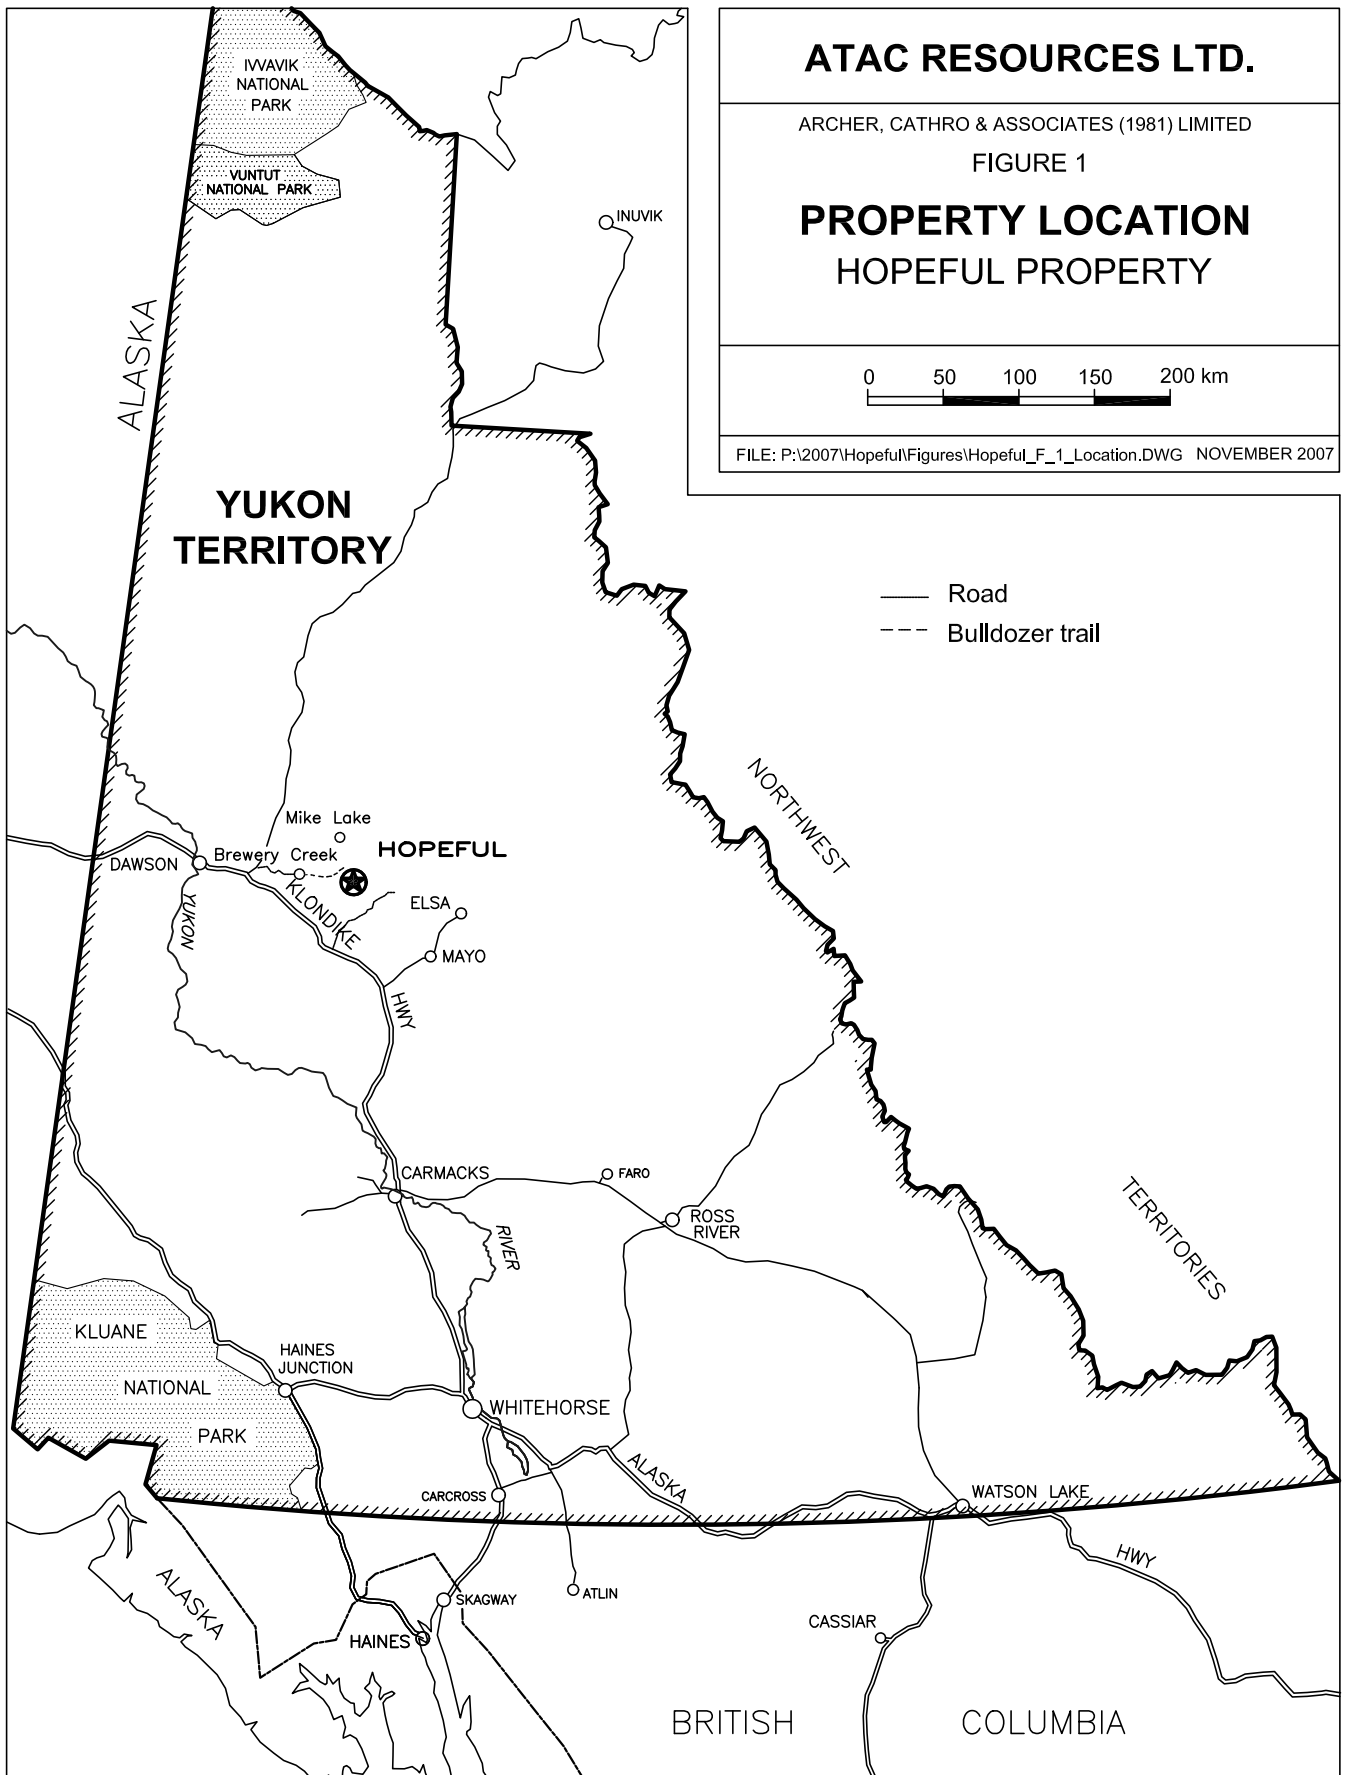 ATAC RESOURCES LTD.
ARCHER, CATHRO & ASSOCIATES (1981) LIMITED
FIGURE 1
PROPERTY LOCATION
HOPEFUL PROPERTY
0 50 100 150 200 km
FILE: P:\2007\Hopeful\Figures\Hopeful_F_1_Location.DWG NOVEMBER 2007
IVVAVIK
NATIONAL
PARK
VUNTUT
NATIONAL PARK
INUVIK
ALASKA
YUKON
TERRITORY
Road
Bulldozer trail
NORTHWEST
TERRITORIES
Mike Lake
HOPEFUL
Brewery Creek
DAWSON
KLONDIKE
HWY
ELSA
MAYO
YUKON
RIVER
CARMACKS
FARO
ROSS
RIVER
KLUANE
NATIONAL
PARK
HAINES
JUNCTION
WHITEHORSE
ALASKA
HWY
CARCROSS
WATSON LAKE
ALASKA
SKAGWAY
ATLIN
HAINES
CASSIAR
BRITISH COLUMBIA